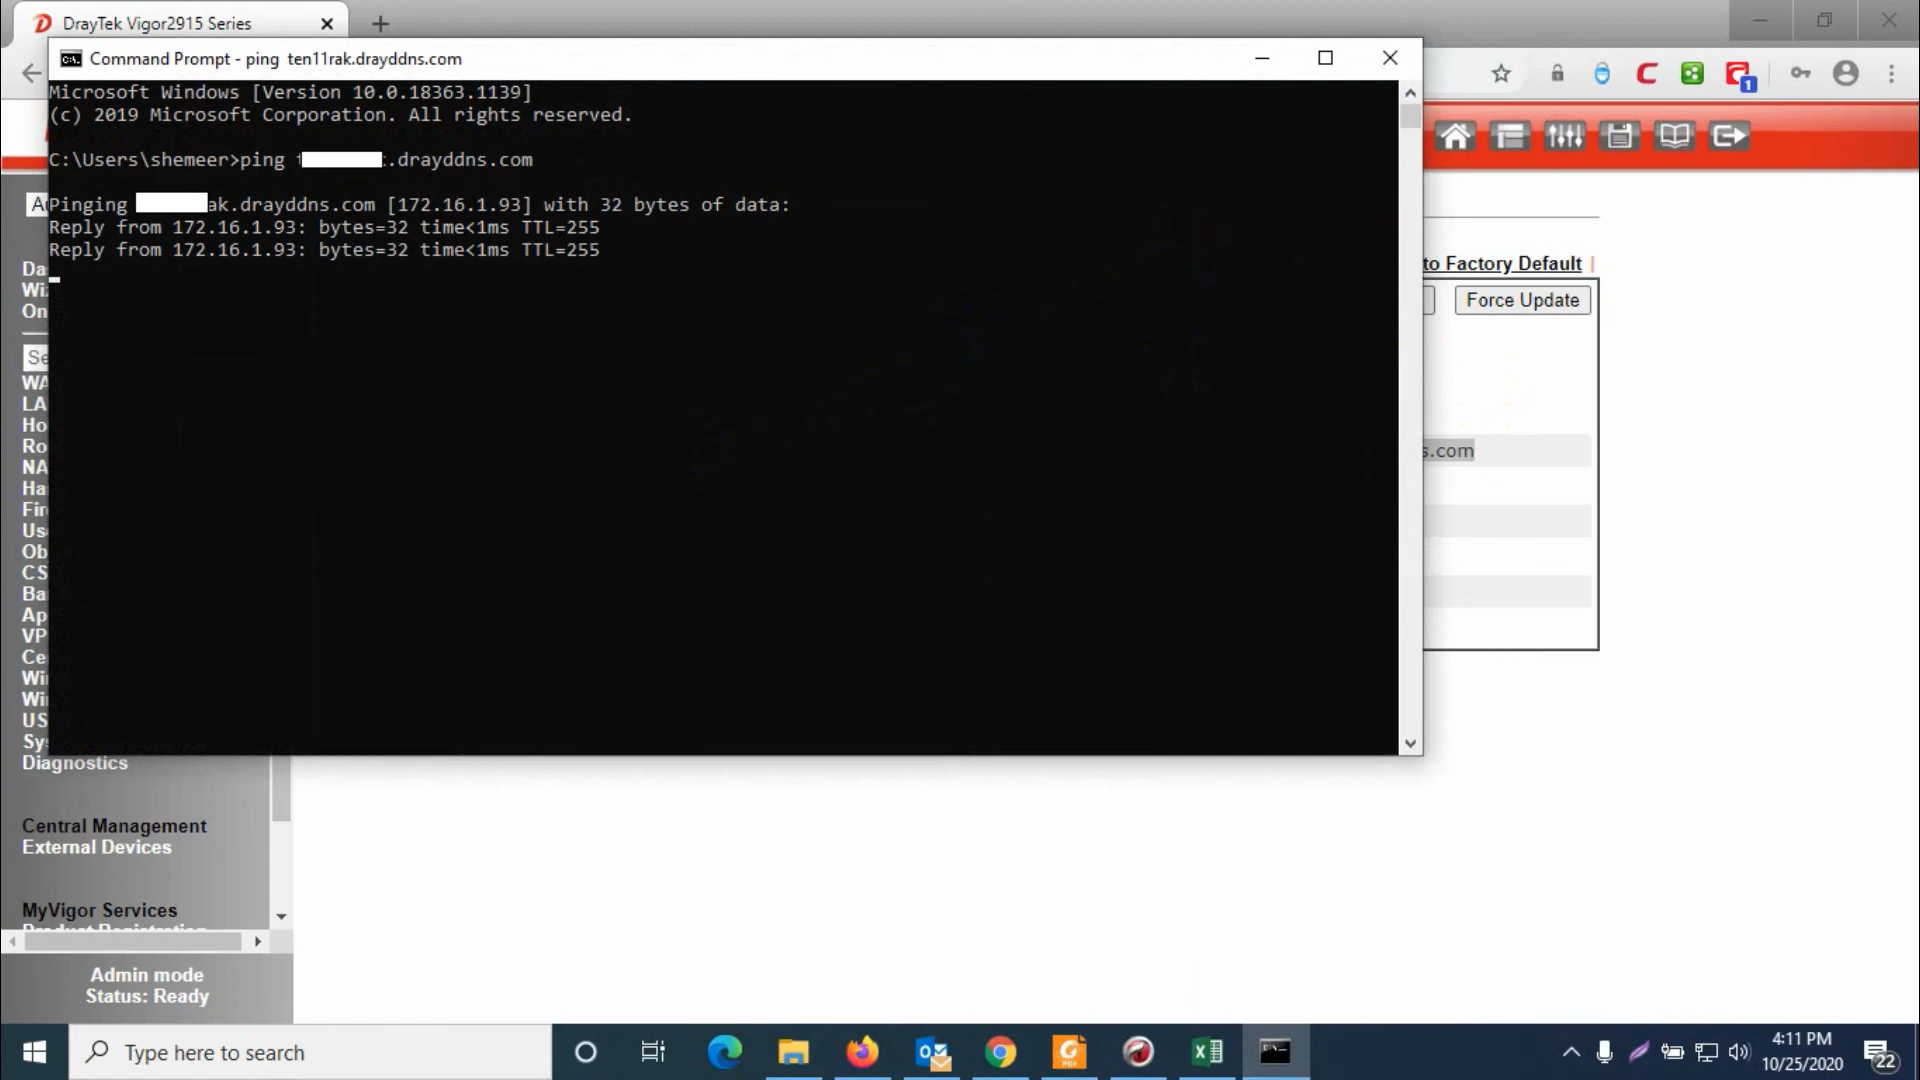 DrayTek Vigor2915 Series
Command Prompt - ping ten11rak.drayddns.com
Microsoft Windows [Version 10.0.18363.1139]
(c) 2019 Microsoft Corporation. All rights reserved.
C:\Users\shemeer>ping .drayddns.com
Pinging ak.drayddns.com [172.16.1.93] with 32 bytes of data:
Reply from 172.16.1.93: bytes=32 time<1ms TTL=255
Reply from 172.16.1.93: bytes=32 time<1ms TTL=255
to Factory Default |
Force Update
s.com
Da
Wi
On
Se
WA
LA
Ho
Ro
NA
Ha
Fir
Us
Ob
CS
Ba
Ap
VP
Ce
Wi
Wi
US
Sy
Diagnostics
Central Management
External Devices
MyVigor Services
Product Registration
Admin mode
Status: Ready
Type here to search
1
4:11 PM
10/25/2020
22